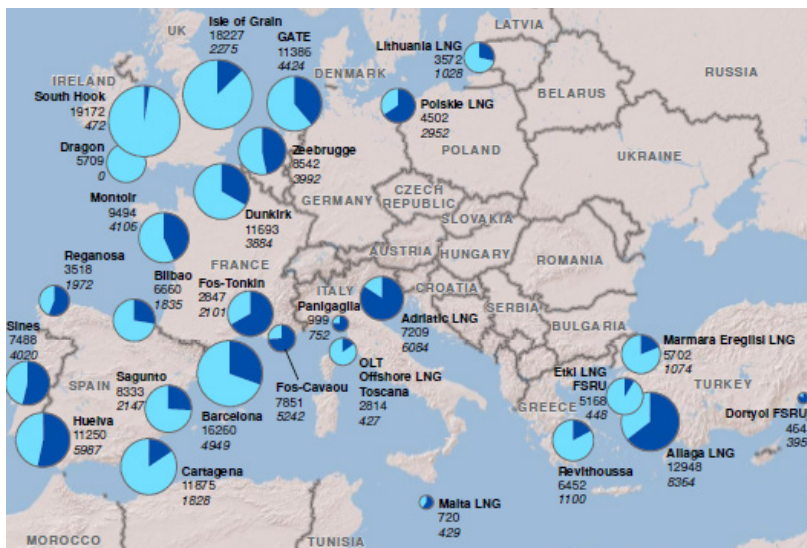 Isle of Grain
18227
2275
UK
GATE
11386
4424
LATVIA
Lithuania LNG
3572
1028
DENMARK
RUSSIA
IRELAND
South Hook
19172
472
BELARUS
Polskie LNG
4502
2952
Dragon
5709
0
Zeebrugge
8542
3992
POLAND
UKRAINE
Montoir
9494
4106
CZECH
REPUBLIC
GERMANY
Dunkirk
11693
3884
SLOVAKIA
AUSTRIA
HUNGARY
ROMANIA
Reganosa
3518
1972
Bilbao
6660
1835
FRANCE
Fos-Tonkin
2847
2101
ITALY
CROATIA
Panigaglia
999
752
SERBIA
Adriatic LNG
7209
6084
BULGARIA
Sines
7488
4020
Marmara Ereglisi LNG
5702
1074
Fos-Cavaou
7851
5242
OLT
Offshore LNG
Toscana
2814
427
Etki LNG
FSRU
5168
448
TURKEY
SPAIN
Sagunto
8333
2147
Barcelona
16260
4949
GREECE
Dortyol FSRU
464
395
Huelva
11250
5987
Revithoussa
6452
1100
Aliaga LNG
12948
8364
Cartagena
11875
1828
Malta LNG
720
429
MOROCCO
TUNISIA